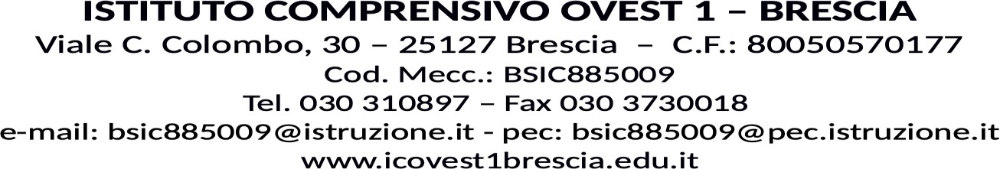 ISTITUTO COMPRENSIVO OVEST 1 – BRESCIA
Viale C. Colombo, 30 – 25127 Brescia – C.F.: 80050570177
Cod. Mecc.: BSIC885009
Tel. 030 310897 – Fax 030 3730018
e-mail: bsic885009@istruzione.it - pec: bsic885009@pec.istruzione.it
www.icovest1brescia.edu.it